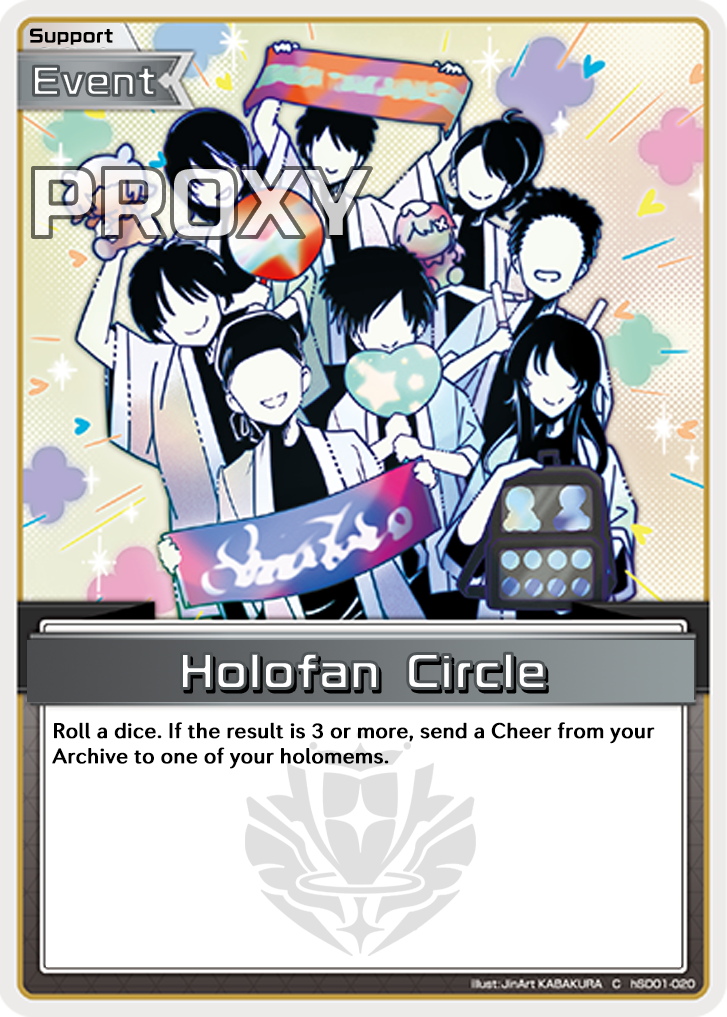 Support
Event
PROXY
Holofan Circle
Roll a dice. If the result is 3 or more, send a Cheer from your
Archive to one of your holomems.
illust:JinArt KABAKURA C hSD01-020